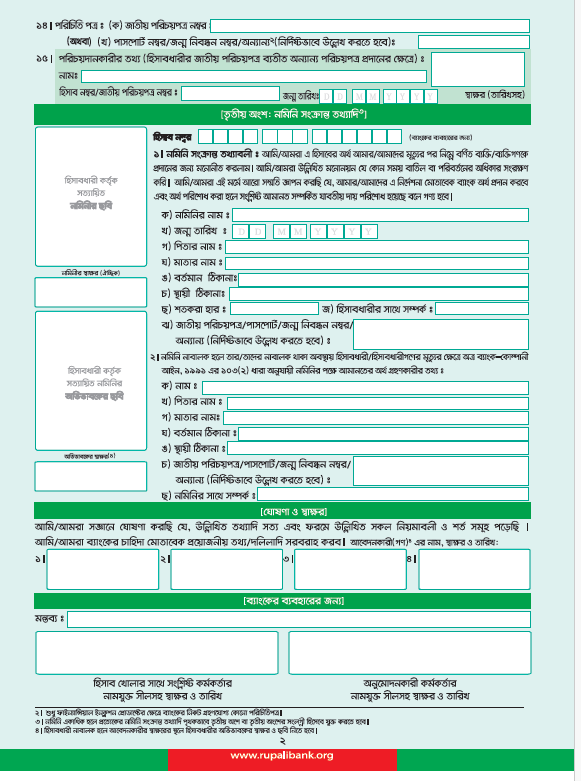 ১৪| পরিচিতি পত্র : (ক) জাতীয় পরিচয়পত্র নম্বর :
(অথবা) (খ) পাসপোর্ট নম্বর/জন্ম নিবন্ধন নম্বর/অন্যান্য২(নির্দিষ্টভাবে উল্লেখ করতে হবে)ঃ
১৫| পরিচয়দানকারীর তথ্য (হিসাবধারীর জাতীয় পরিচয়পত্র ব্যতীত অন্যান্য পরিচয়পত্র প্রদানের ক্ষেত্রে) ঃ
নামঃ
হিসাব নম্বর/জাতীয় পরিচয়পত্র নম্বর ঃ জন্ম তারিখঃ D D M M Y Y Y Y স্বাক্ষর (তারিখসহ)
[তৃতীয় অংশ: নমিনি সংক্রান্ত তথ্যাদি৩]
হিসাব নম্বর (ব্যাংকের ব্যবহারের জন্য)
হিসাবধারী কর্তৃক
সত্যায়িত
নমিনির ছবি
১। নমিনি সংক্রান্ত তথ্যাবলী ঃ আমি/আমরা এ হিসাবের অর্থ আমার/আমাদের মৃত্যুর পর নিম্নে বর্ণিত ব্যক্তি/ব্যক্তিগণকে
প্রদানের জন্য মনোনীত করলাম। আমি/আমরা উল্লিখিত মনোনয়ন যে কোন সময় বাতিল বা পরিবর্তনের অধিকার সংরক্ষণ
করি। আমি/আমরা এই মর্মে আরো সম্মতি জ্ঞাপন করছি যে, আমার/আমাদের এ নির্দেশনা মোতাবেক ব্যাংক অর্থ প্রদান করবে
এবং অর্থ পরিশোধ করা হলে সংশ্লিষ্ট আমানত সম্পর্কিত যাবতীয় দায় পরিশোধ হয়েছে বলে গণ্য হবে।
ক) নমিনির নাম ঃ
খ) জন্ম তারিখ ঃ D D M M Y Y Y Y
গ) পিতার নাম ঃ
ঘ) মাতার নাম ঃ
নমিনীর স্বাক্ষর (ঐচ্ছিক)
ঙ) বর্তমান ঠিকানাঃ
চ) স্থায়ী ঠিকানাঃ
ছ) শতকরা হার ঃ জ) হিসাবধারীর সাথে সম্পর্ক ঃ
ঝ) জাতীয় পরিচয়পত্র/পাসপোর্ট/জন্ম নিবন্ধন নম্বর/
অন্যান্য (নির্দিষ্টভাবে উল্লেখ করতে হবে)ঃ
হিসাবধারী কর্তৃক
সত্যায়িত নমিনির
অভিভাবকের ছবি
২। নমিনি নাবালক হলে তার/তাদের নাবালক থাকা অবস্থায় হিসাবধারী/হিসাবধারীগণের মৃত্যুর ক্ষেত্রে অত্র ব্যাংক-কোম্পানী
আইন, ১৯৯১ এর ১০৩(২) ধারা অনুযায়ী নমিনির পক্ষে আমানতের অর্থ গ্রহণকারীর তথ্য ঃ
ক) নাম ঃ
খ) পিতার নাম ঃ
গ) মাতার নামঃ
ঘ) বর্তমান ঠিকানা ঃ
ঙ) স্থায়ী ঠিকানা ঃ
অভিভাবকের স্বাক্ষর(৪)
চ) জাতীয় পরিচয়পত্র/পাসপোর্ট/জন্ম নিবন্ধন নম্বর/
অন্যান্য (নির্দিষ্টভাবে উল্লেখ করতে হবে) ঃ
ছ) নমিনির সাথে সম্পর্ক ঃ
[ঘোষণা ও স্বাক্ষর]
আমি/আমরা সজ্ঞানে ঘোষণা করছি যে, উল্লিখিত তথ্যাদি সত্য এবং ফরমে উল্লিখিত সকল নিয়মাবলী ও শর্ত সমূহ পড়েছি ।
আমি/আমরা ব্যাংকের চাহিদা মোতাবেক প্রয়োজনীয় তথ্য/দলিলাদি সরবরাহ করব। আবেদনকারী(গণ)৪ এর নাম, স্বাক্ষর ও তারিখ:
১| ২| ৩| ৪|
[ব্যাংকের ব্যবহারের জন্য]
মন্তব্য ঃ
হিসাব খোলার সাথে সংশ্লিষ্ট কর্মকর্তার
নামযুক্ত সীলসহ স্বাক্ষর ও তারিখ
অনুমোদনকারী কর্মকর্তার
নামযুক্ত সীলসহ স্বাক্ষর ও তারিখ
২। শুধু ফাইন্যান্সিয়াল ইনক্লুশন প্রোডাক্টের ক্ষেত্রে ব্যাংকের নিকট গ্রহণযোগ্য কোনো পরিচিতিপত্র।
৩। নমিনি একাধিক হলে প্রত্যেকের নমিনি সংক্রান্ত তথ্যাদি পৃথকভাবে তৃতীয় অংশে বা তৃতীয় অংশের সংলগ্নী হিসেবে যুক্ত করতে হবে।
৪। হিসাবধারী নাবালক হলে আবেদনকারীর স্বাক্ষরের স্থলে হিসাবধারীর অভিভাবকের স্বাক্ষর ও ছবি নিতে হবে।
২
www.rupalibank.org